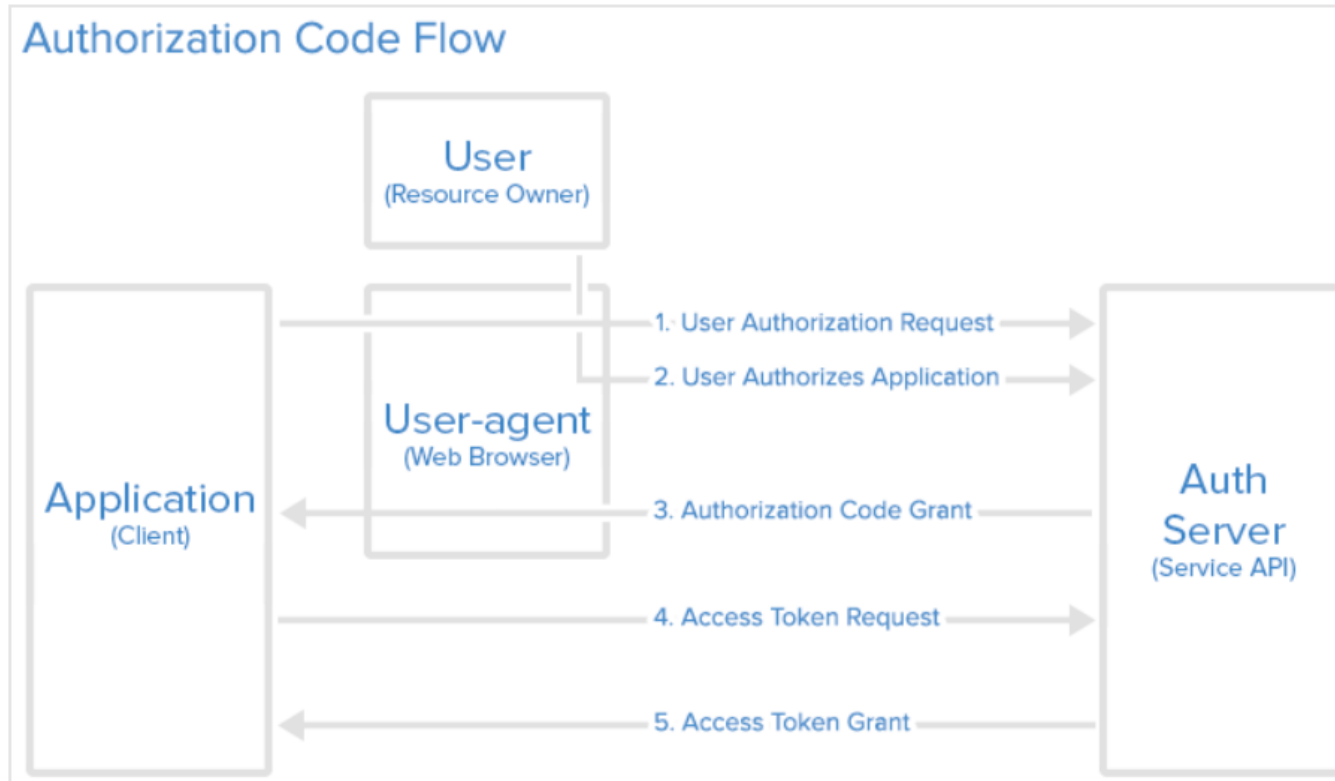 Authorization Code Flow
User
(Resource Owner)
1. User Authorization Request
2. User Authorizes Application
User-agent
(Web Browser)
Application
(Client)
3. Authorization Code Grant
Auth
Server
(Service API)
4. Access Token Request
5. Access Token Grant